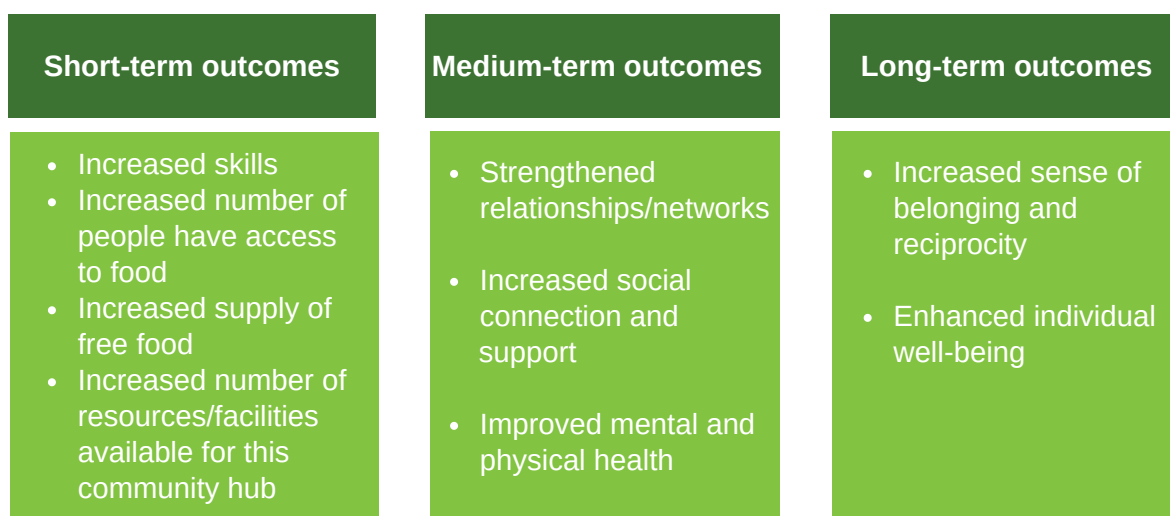 Short-term outcomes
• Increased skills
• Increased number of
people have access
to food
• Increased supply of
free food
• Increased number of
resources/facilities
available for this
community hub
Medium-term outcomes
• Strengthened
relationships/networks
• Increased social
connection and
support
• Improved mental and
physical health
Long-term outcomes
• Increased sense of
belonging and
reciprocity
• Enhanced individual
well-being